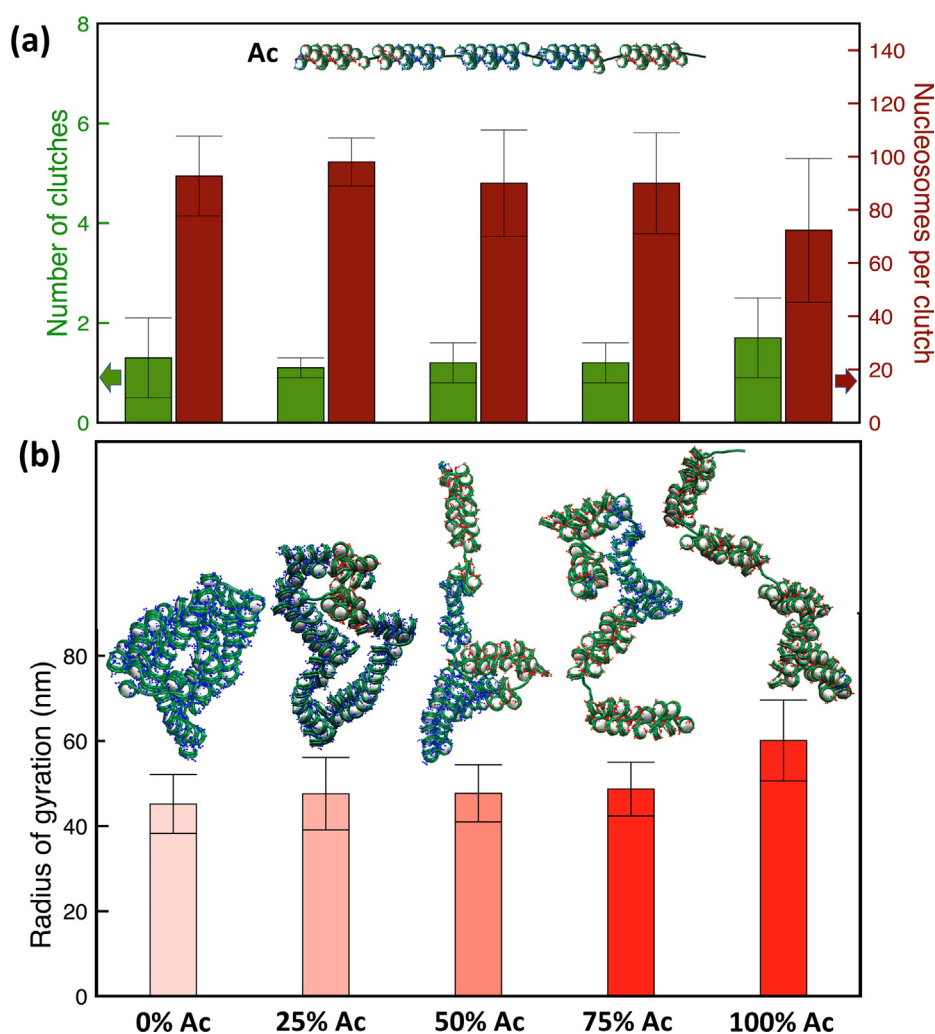 (a)
Ac
Number of clutches
8
6
4
2
0
Nucleosomes per clutch
140
120
100
80
60
40
20
0
(b)
Radius of gyration (nm)
80
60
40
20
0
0% Ac
25% Ac
50% Ac
75% Ac
100% Ac